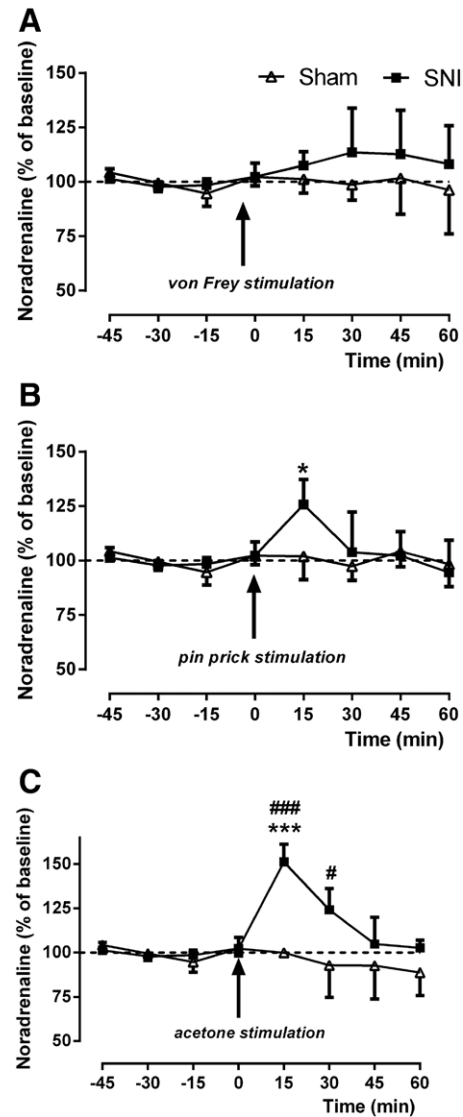 A
Sham SNI
Noradrenaline (% of baseline)
150
125
100
75
50
von Frey stimulation
-45 -30 -15 0 15 30 45 60
Time (min)
B
Noradrenaline (% of baseline)
150
125
100
75
50
*
pin prick stimulation
-45 -30 -15 0 15 30 45 60
Time (min)
C
Noradrenaline (% of baseline)
150
125
100
75
50
###
***
#
acetone stimulation
-45 -30 -15 0 15 30 45 60
Time (min)